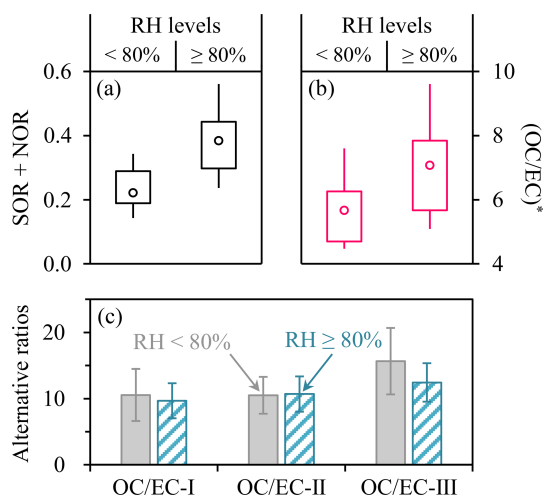 RH levels
RH levels
< 80%
≥ 80%
< 80%
≥ 80%
0.6
0.4
0.2
0.0
SOR + NOR
(a)
(b)
10
8
6
4
(OC/EC)*
(c)
20
10
0
Alternative ratios
RH < 80%
RH ≥ 80%
OC/EC-I
OC/EC-II
OC/EC-III